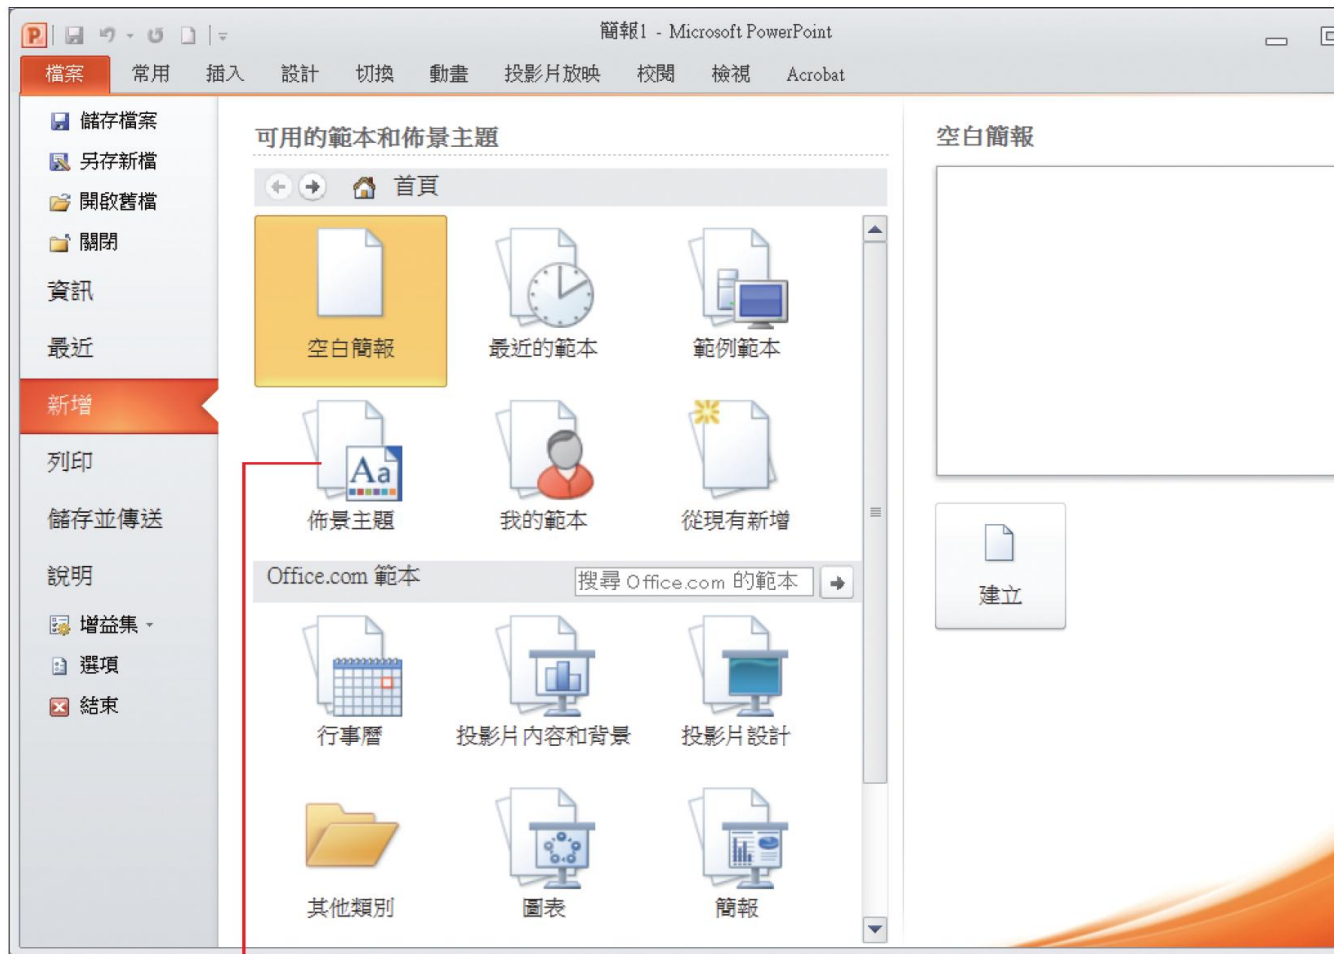 簡報1 - Microsoft PowerPoint
檔案 常用 插入 設計 切換 動畫 投影片放映 校閱 檢視 Acrobat
儲存檔案
另存新檔
開啟舊檔
關閉
資訊
最近
新增
列印
儲存並傳送
說明
增益集
選項
結束
可用的範本和佈景主題
首頁
空白簡報 最近的範本 範例範本
佈景主題 我的範本 從現有新增
Office.com 範本 搜尋 Office.com 的範本
行事曆 投影片內容和背景 投影片設計
其他類別 圖表 簡報
空白簡報
建立